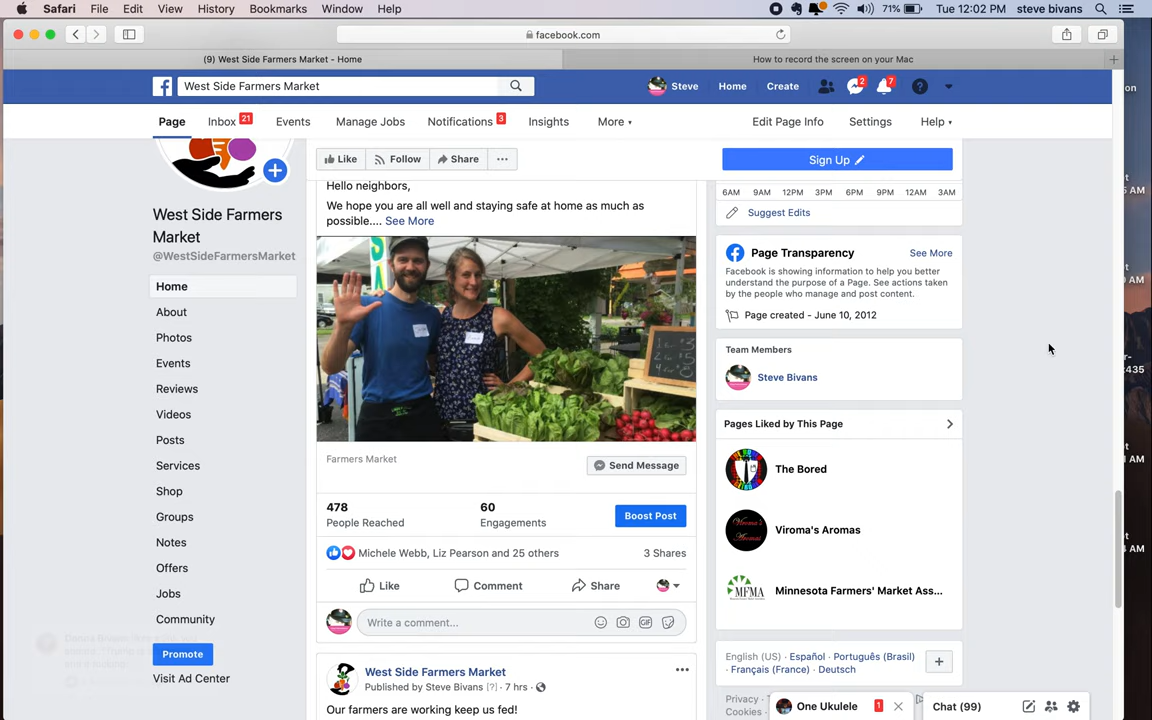 Safari File Edit View History Bookmarks Window Help
71% Tue 12:02 PM steve bivans
facebook.com
(9) West Side Farmers Market - Home
How to record the screen on your Mac
West Side Farmers Market
Steve Home Create 2 7
Page Inbox 21 Events Manage Jobs Notifications 3 Insights More
Edit Page Info Settings Help
Like Follow Share
Sign Up
West Side Farmers
Market
@WestSideFarmersMarket
Home
About
Photos
Events
Reviews
Videos
Posts
Services
Shop
Groups
Notes
Offers
Jobs
Community
Promote
Visit Ad Center
Hello neighbors,
We hope you are all well and staying safe at home as much as
possible.... See More
Farmers Market
Send Message
478
People Reached
60
Engagements
Boost Post
Michele Webb, Liz Pearson and 25 others
3 Shares
Like Comment Share
Write a comment...
GIF
West Side Farmers Market
Published by Steve Bivans [?] · 7 hrs ·
Our farmers are working keep us fed!
6AM 9AM 12PM 3PM 6PM 9PM 12AM 3AM
Suggest Edits
Page Transparency See More
Facebook is showing information to help you better
understand the purpose of a Page. See actions taken
by the people who manage and post content.
Page created - June 10, 2012
Team Members
Steve Bivans
Pages Liked by This Page
The Bored
Viroma's Aromas
MFMA
Minnesota Farmers' Market Ass...
English (US) · Español · Português (Brasil)
· Français (France) · Deutsch
Privacy ·
Cookies ·
One Ukulele 1
Chat (99)